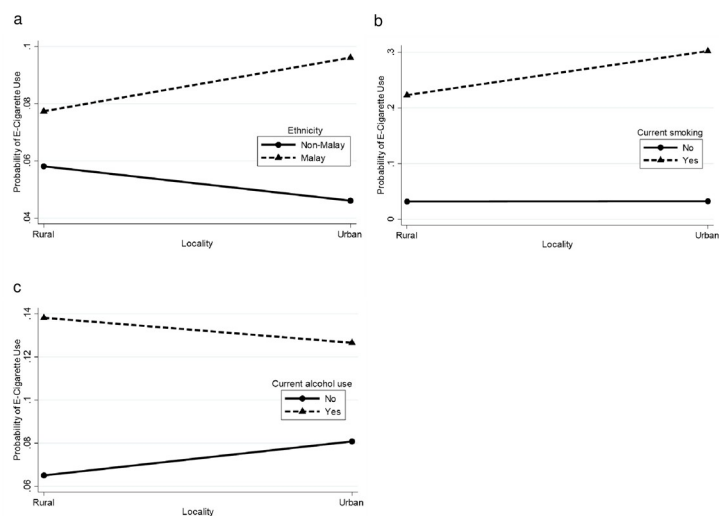 a
Probability of E-Cigarette Use
.04
.06
.08
.1
Ethnicity
Non-Malay
Malay
Rural
Urban
Locality
b
Probability of E-Cigarette Use
0
.1
.2
.3
Current smoking
No
Yes
Rural
Urban
Locality
c
Probability of E-Cigarette Use
.06
.08
.1
.12
.14
Current alcohol use
No
Yes
Rural
Urban
Locality